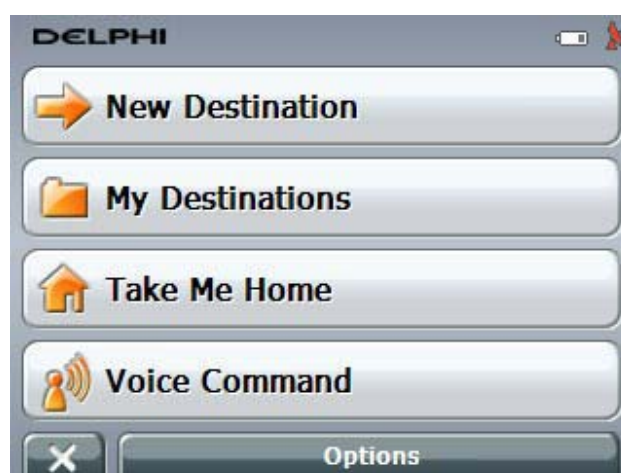 DELPHI
New Destination
My Destinations
Take Me Home
Voice Command
Options